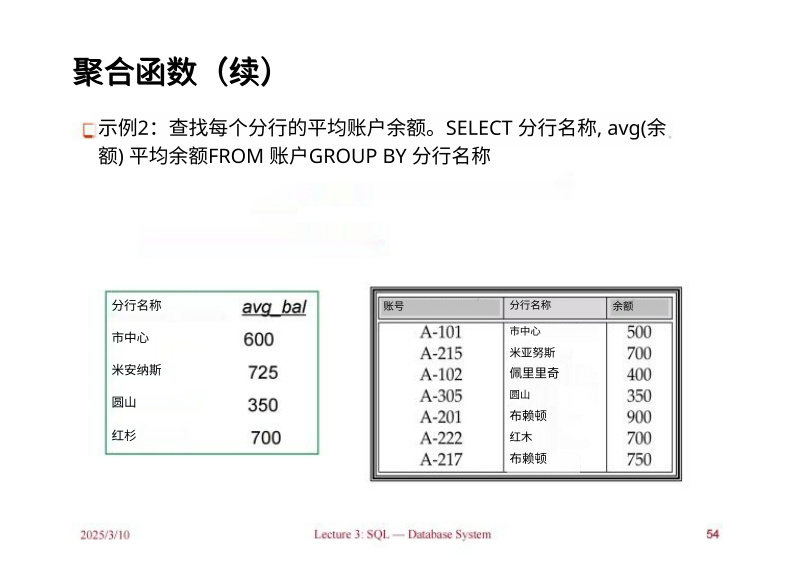 聚合函数（续）
示例2：查找每个分行的平均账户余额。SELECT 分行名称, avg(余
额) 平均余额FROM 账户GROUP BY 分行名称
分行名称 avg_bal
市中心 600
米安纳斯 725
圆山 350
红杉 700
账号 分行名称 余额
A-101 市中心 500
A-215 米亚努斯 700
A-102 佩里里奇 400
A-305 圆山 350
A-201 布赖顿 900
A-222 红木 700
A-217 布赖顿 750
2025/3/10 Lecture 3: SQL — Database System 54